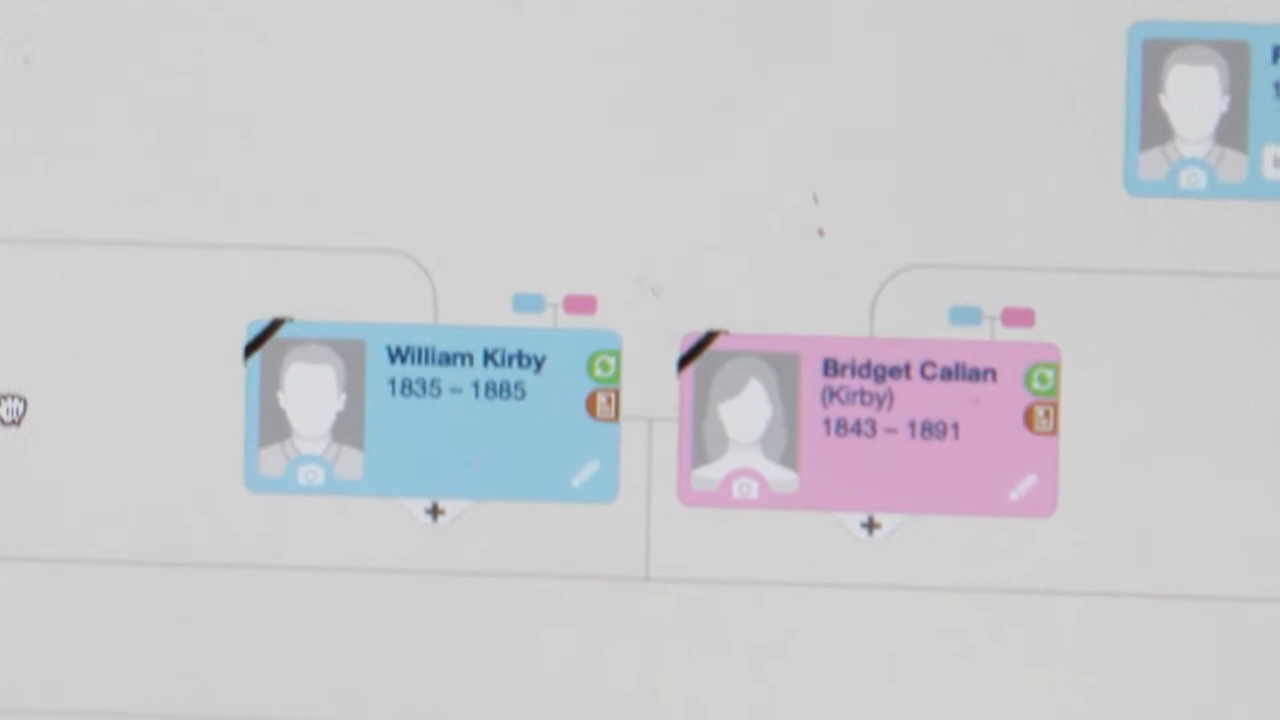 William Kirby
1835 – 1885
Bridget Callan
(Kirby)
1843 – 1891